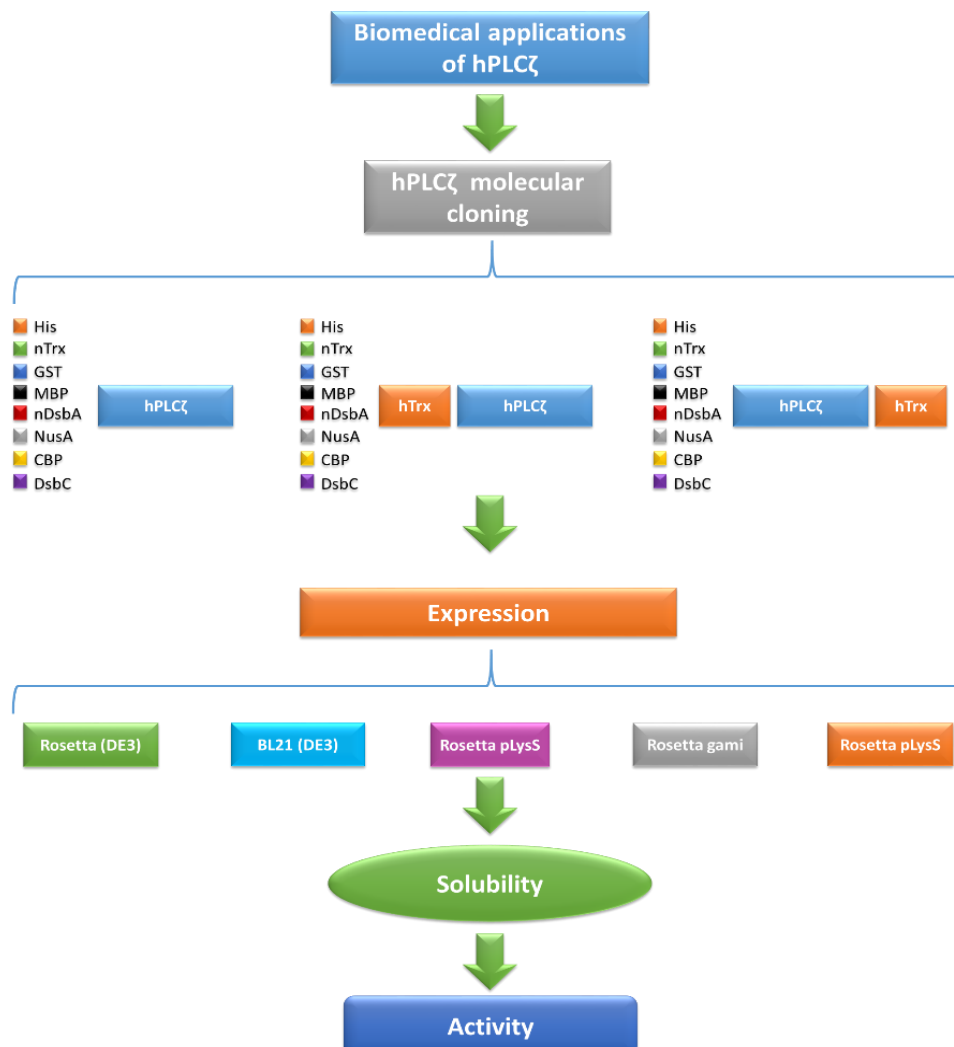 Biomedical applications
of hPLCζ
hPLCζ molecular
cloning
His
nTrx
GST
MBP
nDsbA
NusA
CBP
DsbC
hPLCζ
His
nTrx
GST
MBP
nDsbA
NusA
CBP
DsbC
hTrx
hPLCζ
His
nTrx
GST
MBP
nDsbA
NusA
CBP
DsbC
hPLCζ
hTrx
Expression
Rosetta (DE3)
BL21 (DE3)
Rosetta pLysS
Rosetta gami
Rosetta pLysS
Solubility
Activity